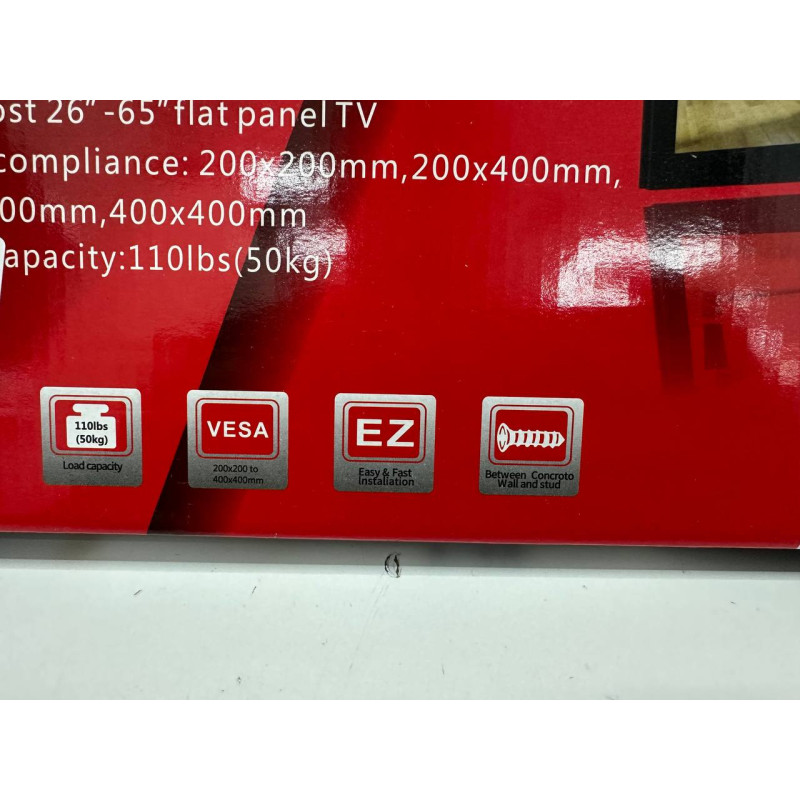 ost 26"-65"flat panel TV
compliance: 200x200mm,200x400mm,
00mm,400x400mm
apacity:110lbs(50kg)
110lbs
(50kg)
Load capacity
VESA
200x200 to
400x400mm
EZ
Easy & Fast
Installation
Between Concroto
Wall and stud